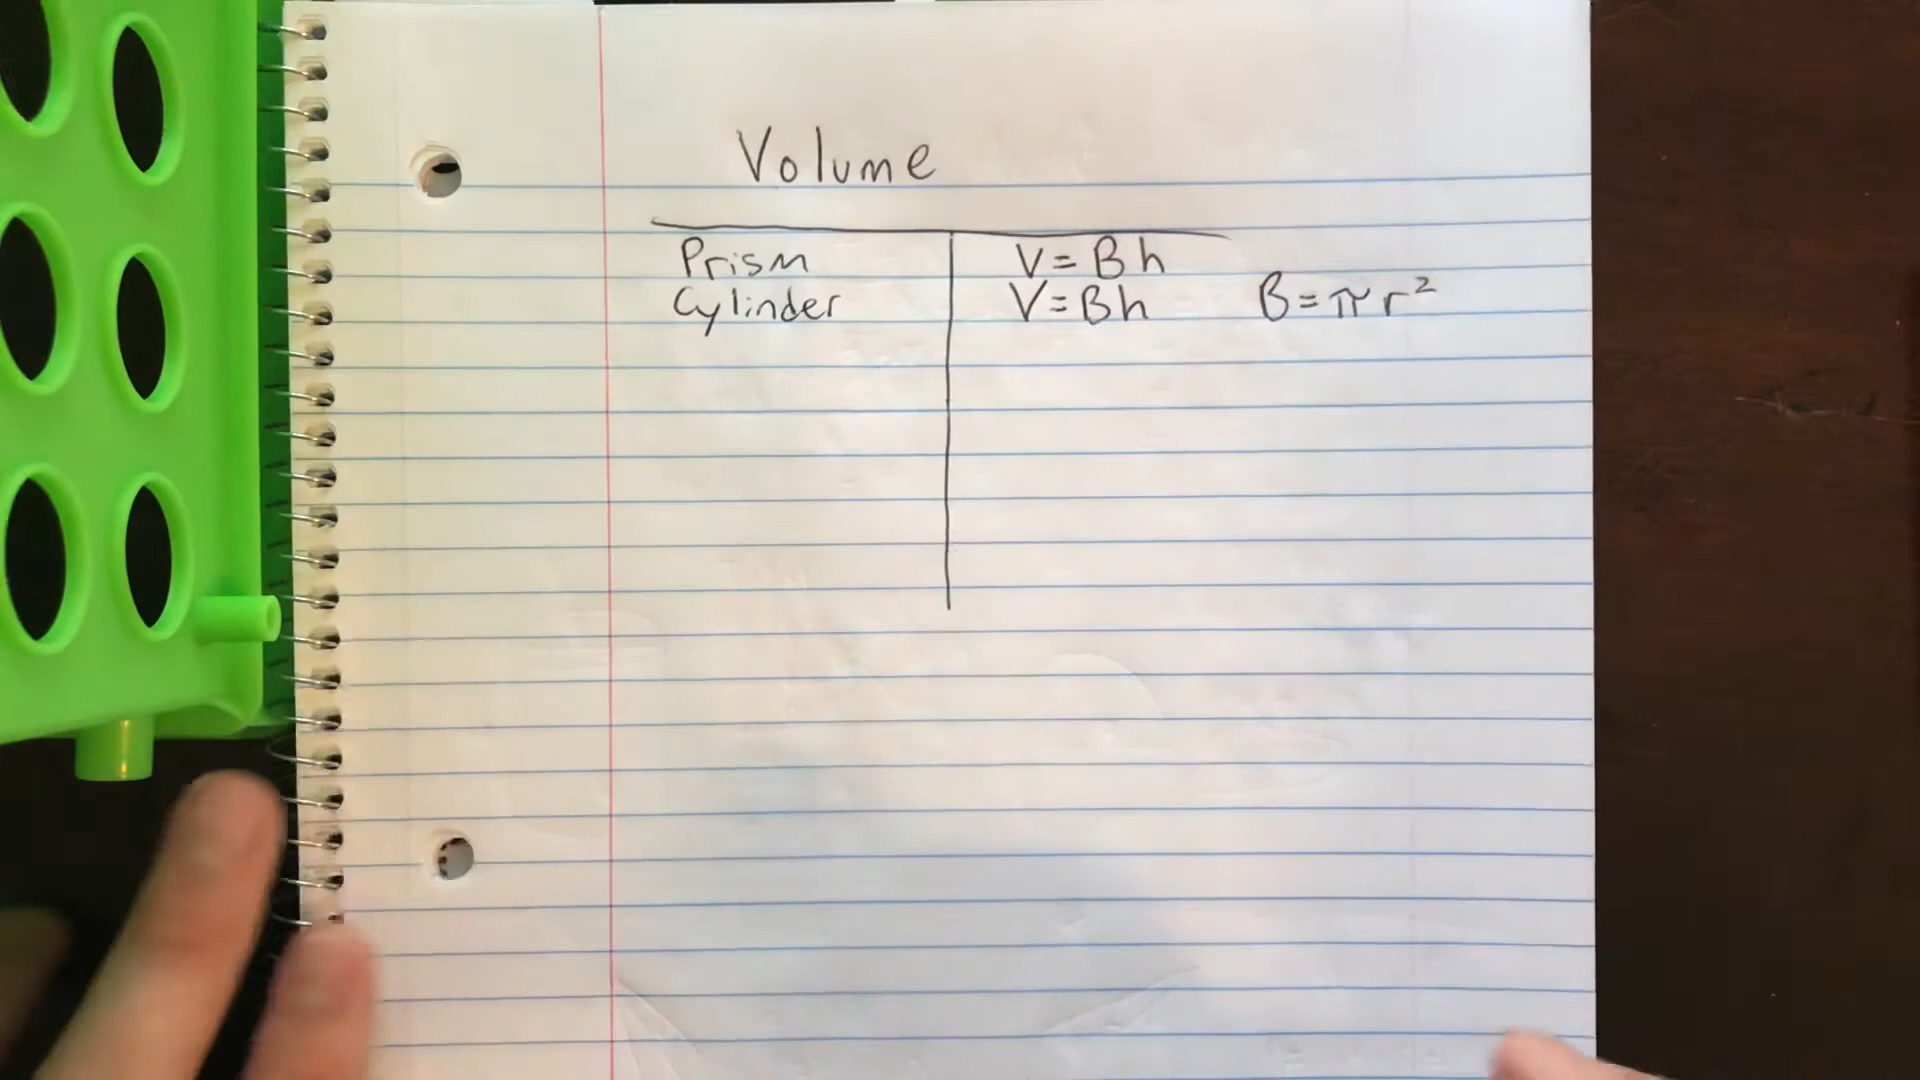 Volume
Prism V = Bh
Cylinder V = Bh B = πr²